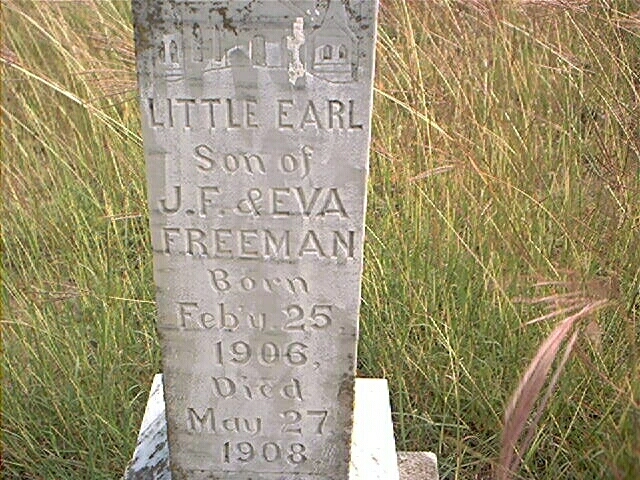 LITTLE EARL
Son of
J.F. & EVA
FREEMAN
Born
Feb'y 25,
1906,
Died
May 27
1908,